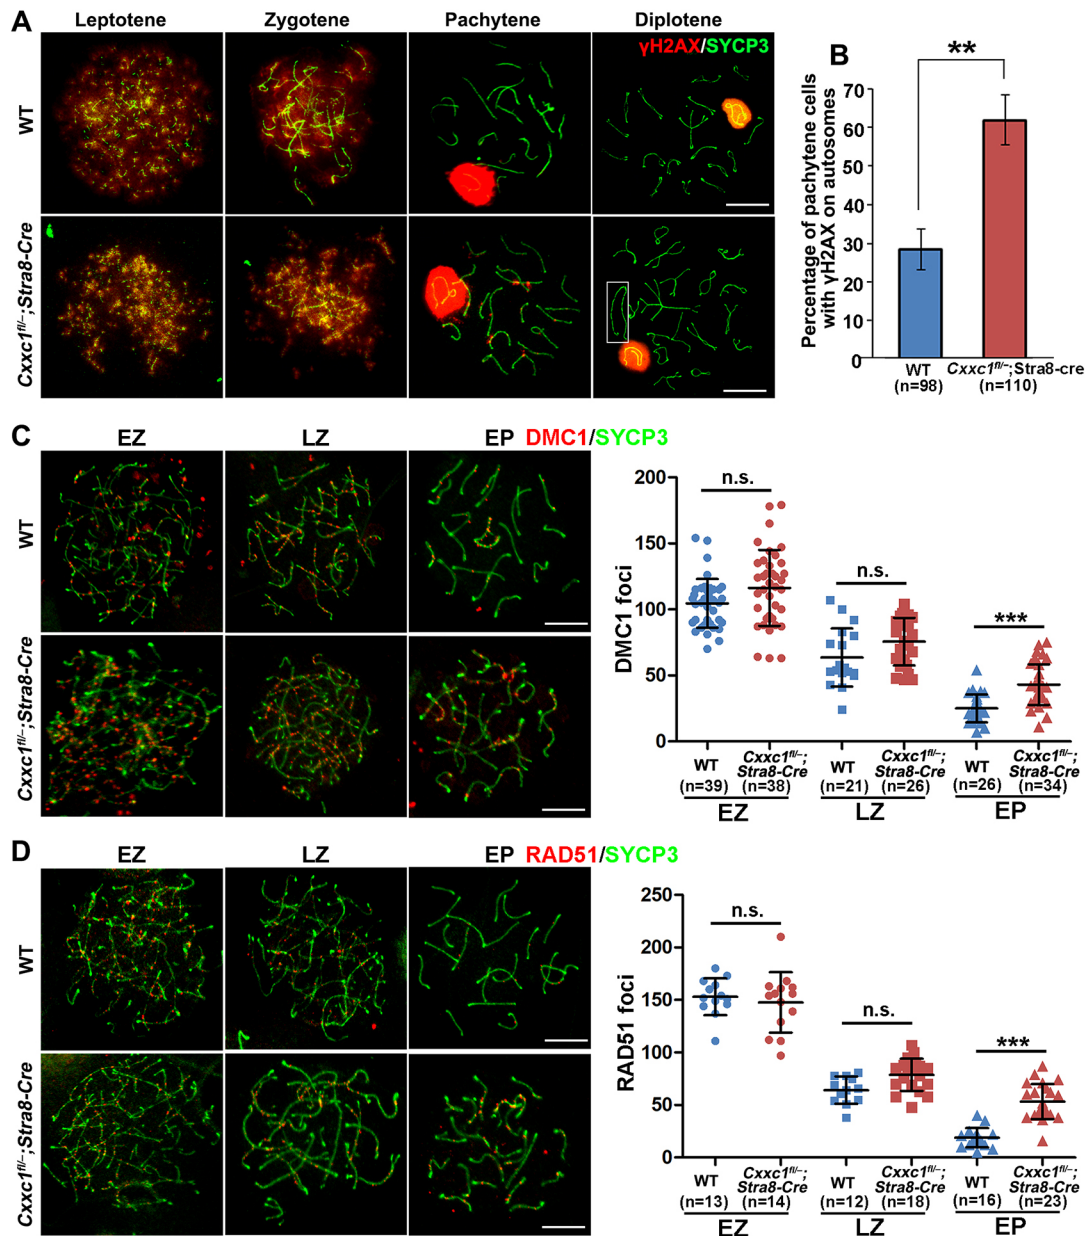 A
Leptotene Zygotene Pachytene Diplotene
γH2AX/SYCP3
WT
Cxxc1fl/–;Stra8-Cre
B
**
Percentage of pachytene cells
with γH2AX on autosomes
70
60
50
40
30
20
10
0
WT Cxxc1fl/–;Stra8-cre
(n=98) (n=110)
C
EZ LZ EP DMC1/SYCP3
WT
Cxxc1fl/–;Stra8-Cre
DMC1 foci
200
150
100
50
0
n.s.
n.s.
***
WT Cxxc1fl/–; WT Cxxc1fl/–; WT Cxxc1fl/–;
Stra8-Cre Stra8-Cre Stra8-Cre
(n=39) (n=38) (n=21) (n=26) (n=26) (n=34)
EZ LZ EP
D
EZ LZ EP RAD51/SYCP3
WT
Cxxc1fl/–;Stra8-Cre
RAD51 foci
250
200
150
100
50
0
n.s.
n.s.
***
WT Cxxc1fl/–; WT Cxxc1fl/–; WT Cxxc1fl/–;
Stra8-Cre Stra8-Cre Stra8-Cre
(n=13) (n=14) (n=12) (n=18) (n=16) (n=23)
EZ LZ EP